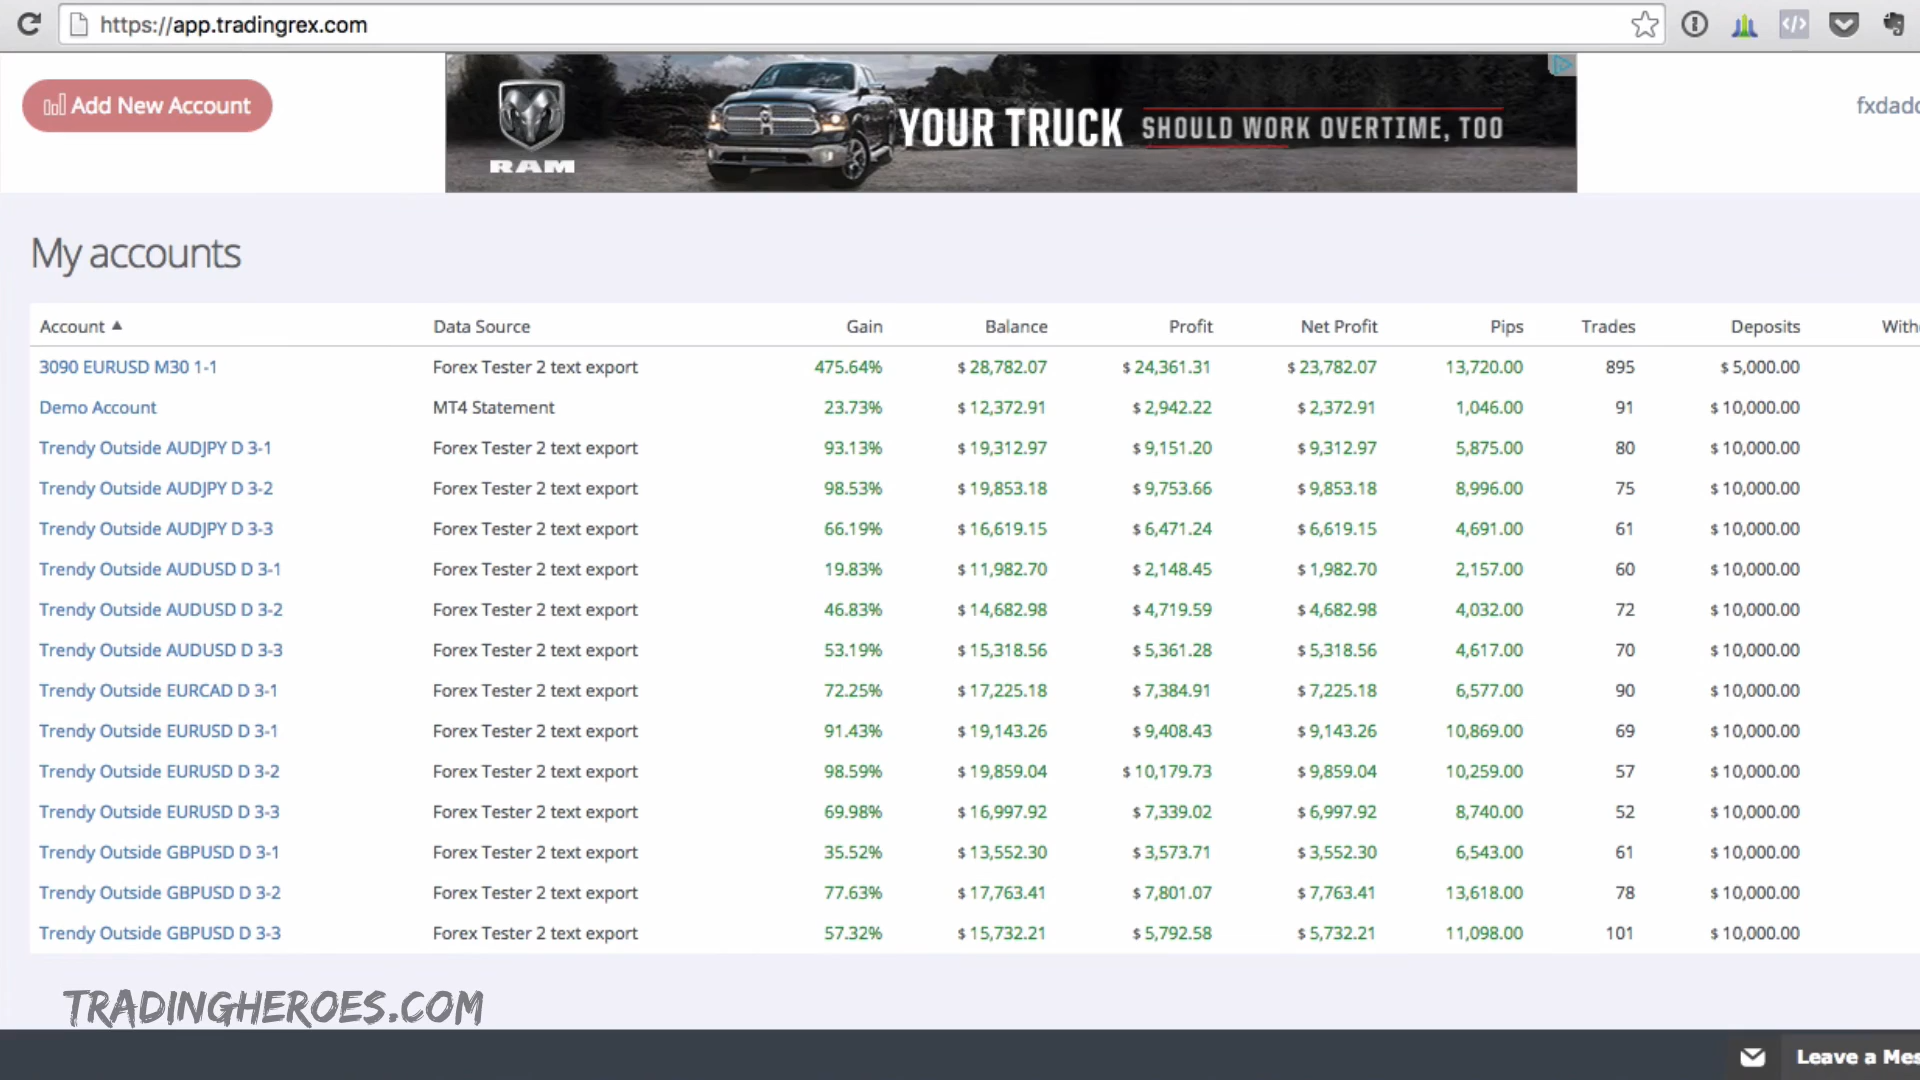 https://app.tradingrex.com
Add New Account
RAM
YOUR TRUCK SHOULD WORK OVERTIME, TOO
My accounts
Account Data Source Gain Balance Profit Net Profit Pips Trades Deposits
3090 EURUSD M30 1-1 Forex Tester 2 text export 475.64% $ 28,782.07 $ 24,361.31 $ 23,782.07 13,720.00 895 $ 5,000.00
Demo Account MT4 Statement 23.73% $ 12,372.91 $ 2,942.22 $ 2,372.91 1,046.00 91 $ 10,000.00
Trendy Outside AUDJPY D 3-1 Forex Tester 2 text export 93.13% $ 19,312.97 $ 9,151.20 $ 9,312.97 5,875.00 80 $ 10,000.00
Trendy Outside AUDJPY D 3-2 Forex Tester 2 text export 98.53% $ 19,853.18 $ 9,753.66 $ 9,853.18 8,996.00 75 $ 10,000.00
Trendy Outside AUDJPY D 3-3 Forex Tester 2 text export 66.19% $ 16,619.15 $ 6,471.24 $ 6,619.15 4,691.00 61 $ 10,000.00
Trendy Outside AUDUSD D 3-1 Forex Tester 2 text export 19.83% $ 11,982.70 $ 2,148.45 $ 1,982.70 2,157.00 60 $ 10,000.00
Trendy Outside AUDUSD D 3-2 Forex Tester 2 text export 46.83% $ 14,682.98 $ 4,719.59 $ 4,682.98 4,032.00 72 $ 10,000.00
Trendy Outside AUDUSD D 3-3 Forex Tester 2 text export 53.19% $ 15,318.56 $ 5,361.28 $ 5,318.56 4,617.00 70 $ 10,000.00
Trendy Outside EURCAD D 3-1 Forex Tester 2 text export 72.25% $ 17,225.18 $ 7,384.91 $ 7,225.18 6,577.00 90 $ 10,000.00
Trendy Outside EURUSD D 3-1 Forex Tester 2 text export 91.43% $ 19,143.26 $ 9,408.43 $ 9,143.26 10,869.00 69 $ 10,000.00
Trendy Outside EURUSD D 3-2 Forex Tester 2 text export 98.59% $ 19,859.04 $ 10,179.73 $ 9,859.04 10,259.00 57 $ 10,000.00
Trendy Outside EURUSD D 3-3 Forex Tester 2 text export 69.98% $ 16,997.92 $ 7,339.02 $ 6,997.92 8,740.00 52 $ 10,000.00
Trendy Outside GBPUSD D 3-1 Forex Tester 2 text export 35.52% $ 13,552.30 $ 3,573.71 $ 3,552.30 6,543.00 61 $ 10,000.00
Trendy Outside GBPUSD D 3-2 Forex Tester 2 text export 77.63% $ 17,763.41 $ 7,801.07 $ 7,763.41 13,618.00 78 $ 10,000.00
Trendy Outside GBPUSD D 3-3 Forex Tester 2 text export 57.32% $ 15,732.21 $ 5,792.58 $ 5,732.21 11,098.00 101 $ 10,000.00
TRADINGHEROES.COM
Leave a